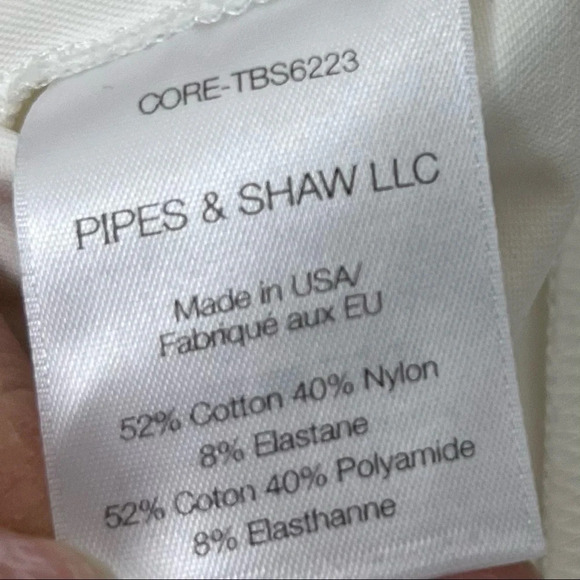 CORE-TBS6223
PIPES & SHAW LLC
Made in USA/
Fabriqué aux EU
52% Cotton 40% Nylon
8% Elastane
52% Coton 40% Polyamide
8% Elasthanne